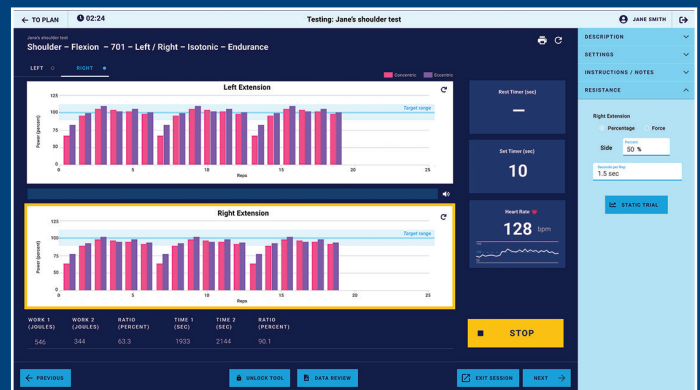 ← TO PLAN
02:24
Testing: Jane's shoulder test
JANE SMITH
Jane's shoulder test
Shoulder – Flexion – 701 – Left / Right – Isotonic – Endurance
LEFT
RIGHT
Concentric
Eccentric
Left Extension
Target range
Power (percent)
125
100
75
50
10
0
0
5
10
15
20
25
Reps
Right Extension
Target range
Power (percent)
125
100
75
50
10
0
0
5
10
15
20
25
Reps
WORK 1 (JOULES)
WORK 2 (JOULES)
RATIO (PERCENT)
TIME 1 (SEC)
TIME 2 (SEC)
RATIO (PERCENT)
546
344
63.3
1933
2144
90.1
Rest Timer (sec)
—
Set Timer (sec)
10
Heart Rate
128 bpm
STOP
DESCRIPTION
SETTINGS
INSTRUCTIONS / NOTES
RESISTANCE
Right Extension
Percentage
Force
Side
Percent
50 %
Seconds per Rep
1.5 sec
STATIC TRIAL
← PREVIOUS
UNLOCK TOOL
DATA REVIEW
EXIT SESSION
NEXT →